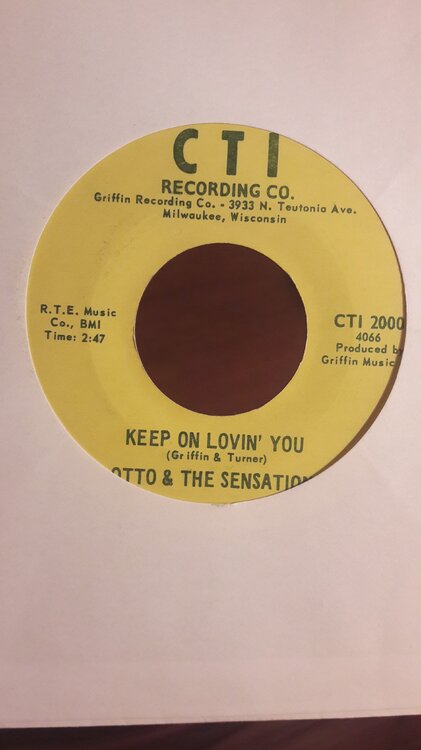 CTI
RECORDING CO.
Griffin Recording Co. - 3933 N. Teutonia Ave.
Milwaukee, Wisconsin
R.T.E. Music
Co., BMI
Time: 2:47
CTI 2000
4066
Produced b
Griffin Music
KEEP ON LOVIN' YOU
(Griffin & Turner)
OTTO & THE SENSATION